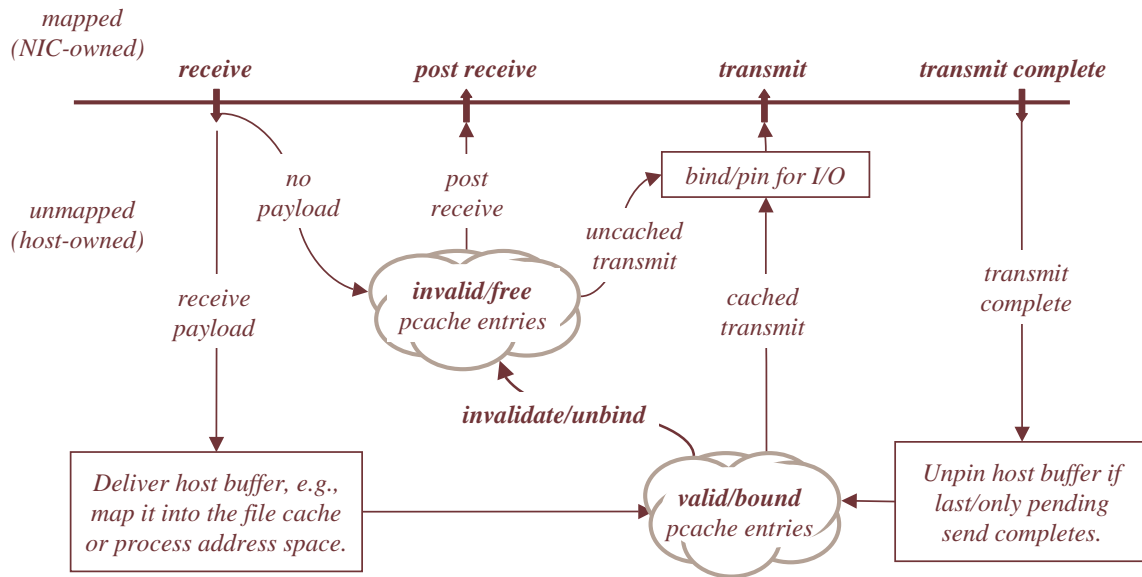 mapped
(NIC-owned)
receive
post receive
transmit
transmit complete
no
payload
post
receive
bind/pin for I/O
unmapped
(host-owned)
uncached
transmit
receive
payload
invalid/free
pcache entries
cached
transmit
transmit
complete
invalidate/unbind
Deliver host buffer, e.g.,
map it into the file cache
or process address space.
valid/bound
pcache entries
Unpin host buffer if
last/only pending
send completes.